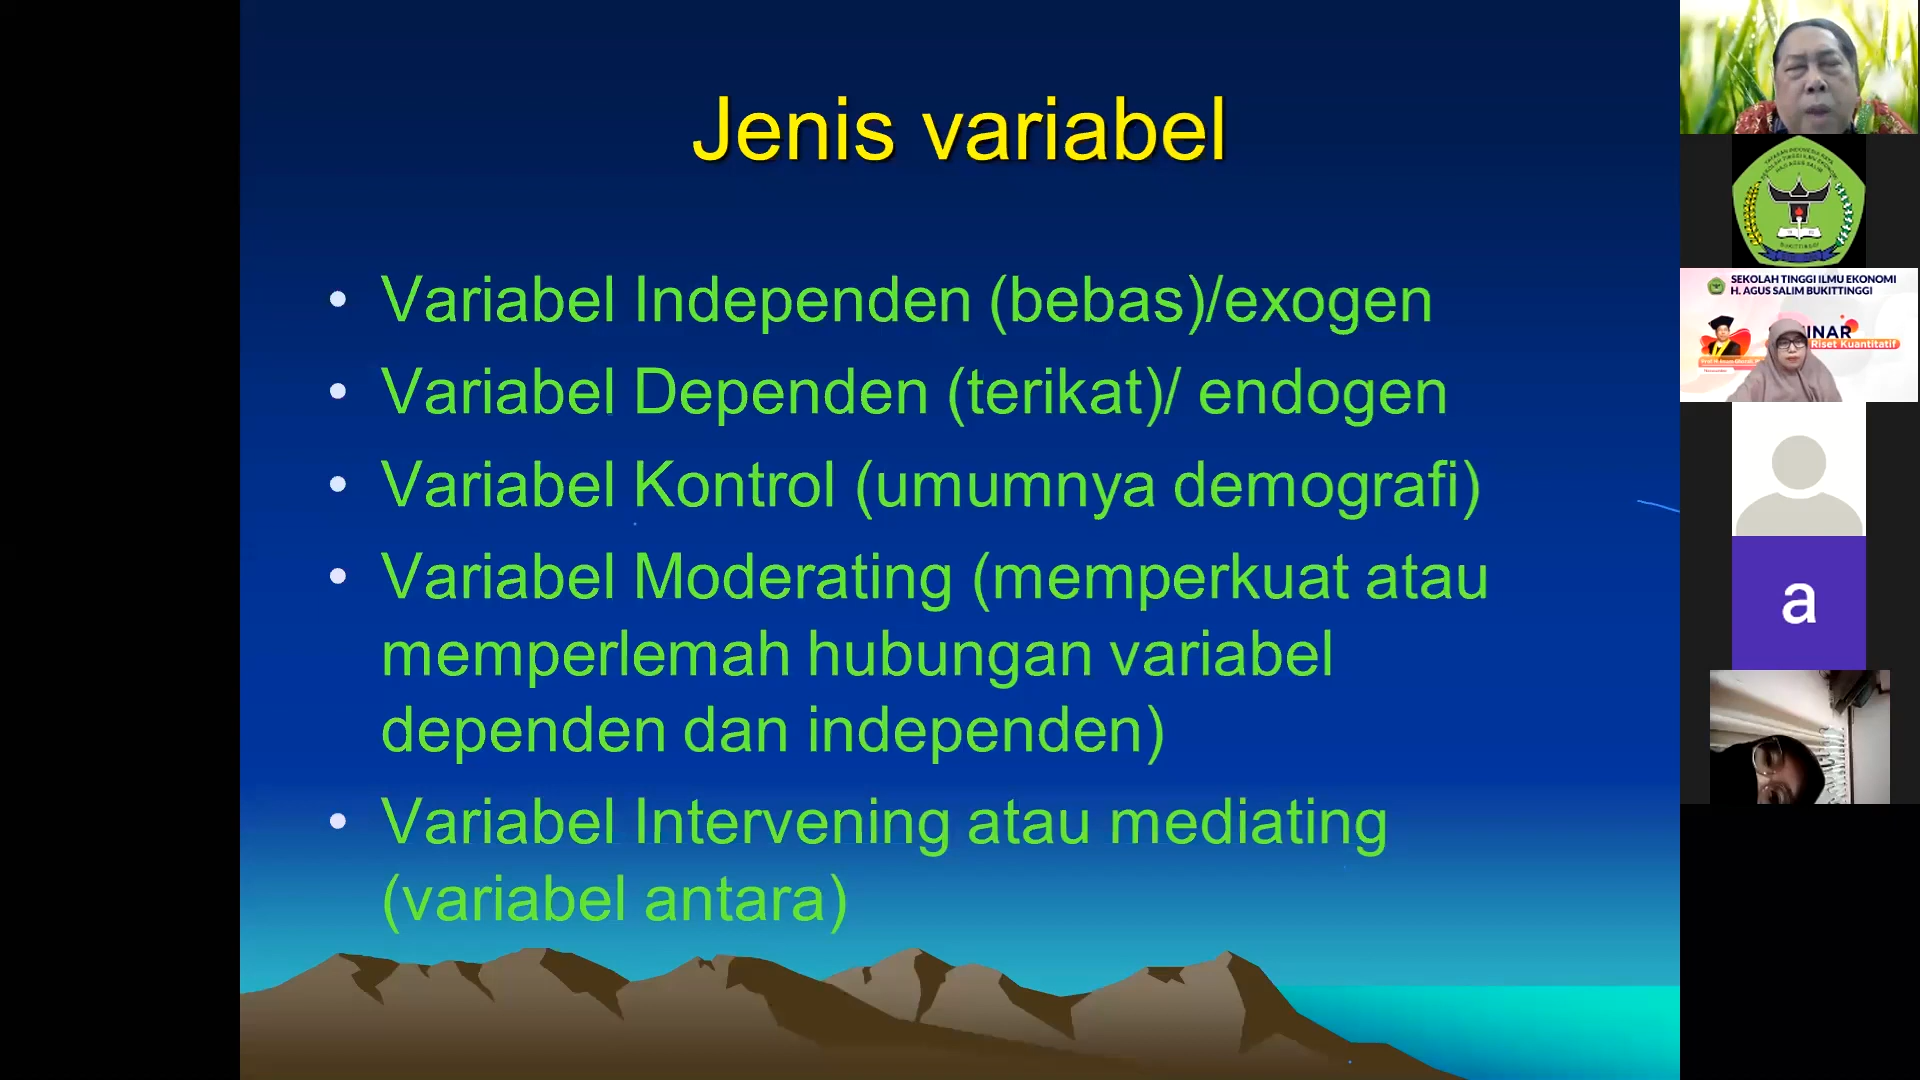 Jenis variabel
• Variabel Independen (bebas)/exogen
• Variabel Dependen (terikat)/ endogen
• Variabel Kontrol (umumnya demografi)
• Variabel Moderating (memperkuat atau
memperlemah hubungan variabel
dependen dan independen)
• Variabel Intervening atau mediating
(variabel antara)
BUKITTINGGI
SEKOLAH TINGGI ILMU EKONOMI
H. AGUS SALIM BUKITTINGGI
INAR
Riset Kuantitatif
a